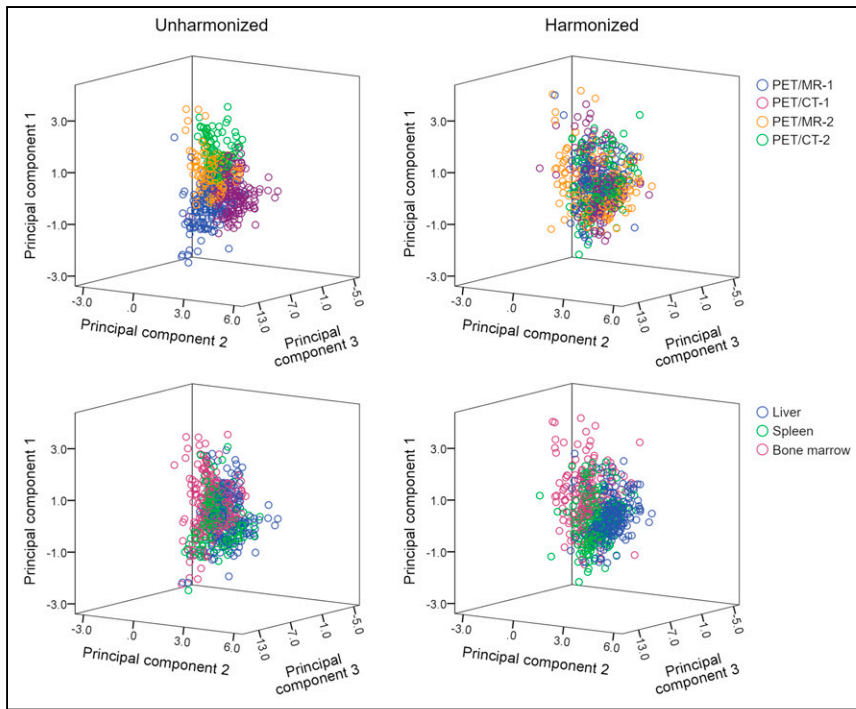 Unharmonized
Harmonized
Principal component 1
3.0
1.0
-1.0
-3.0
-3.0
.0
3.0
6.0
Principal component 2
-13.0
-7.0
-1.0
-5.0
Principal
component 3
Principal component 1
3.0
1.0
-1.0
-3.0
-3.0
.0
3.0
6.0
Principal component 2
-13.0
-7.0
-1.0
-5.0
Principal
component 3
PET/MR-1
PET/CT-1
PET/MR-2
PET/CT-2
Principal component 1
3.0
1.0
-1.0
-3.0
-3.0
.0
3.0
6.0
Principal component 2
-13.0
-7.0
-1.0
-5.0
Principal
component 3
Principal component 1
3.0
1.0
-1.0
-3.0
-3.0
.0
3.0
6.0
Principal component 2
-13.0
-7.0
-1.0
-5.0
Principal
component 3
Liver
Spleen
Bone marrow